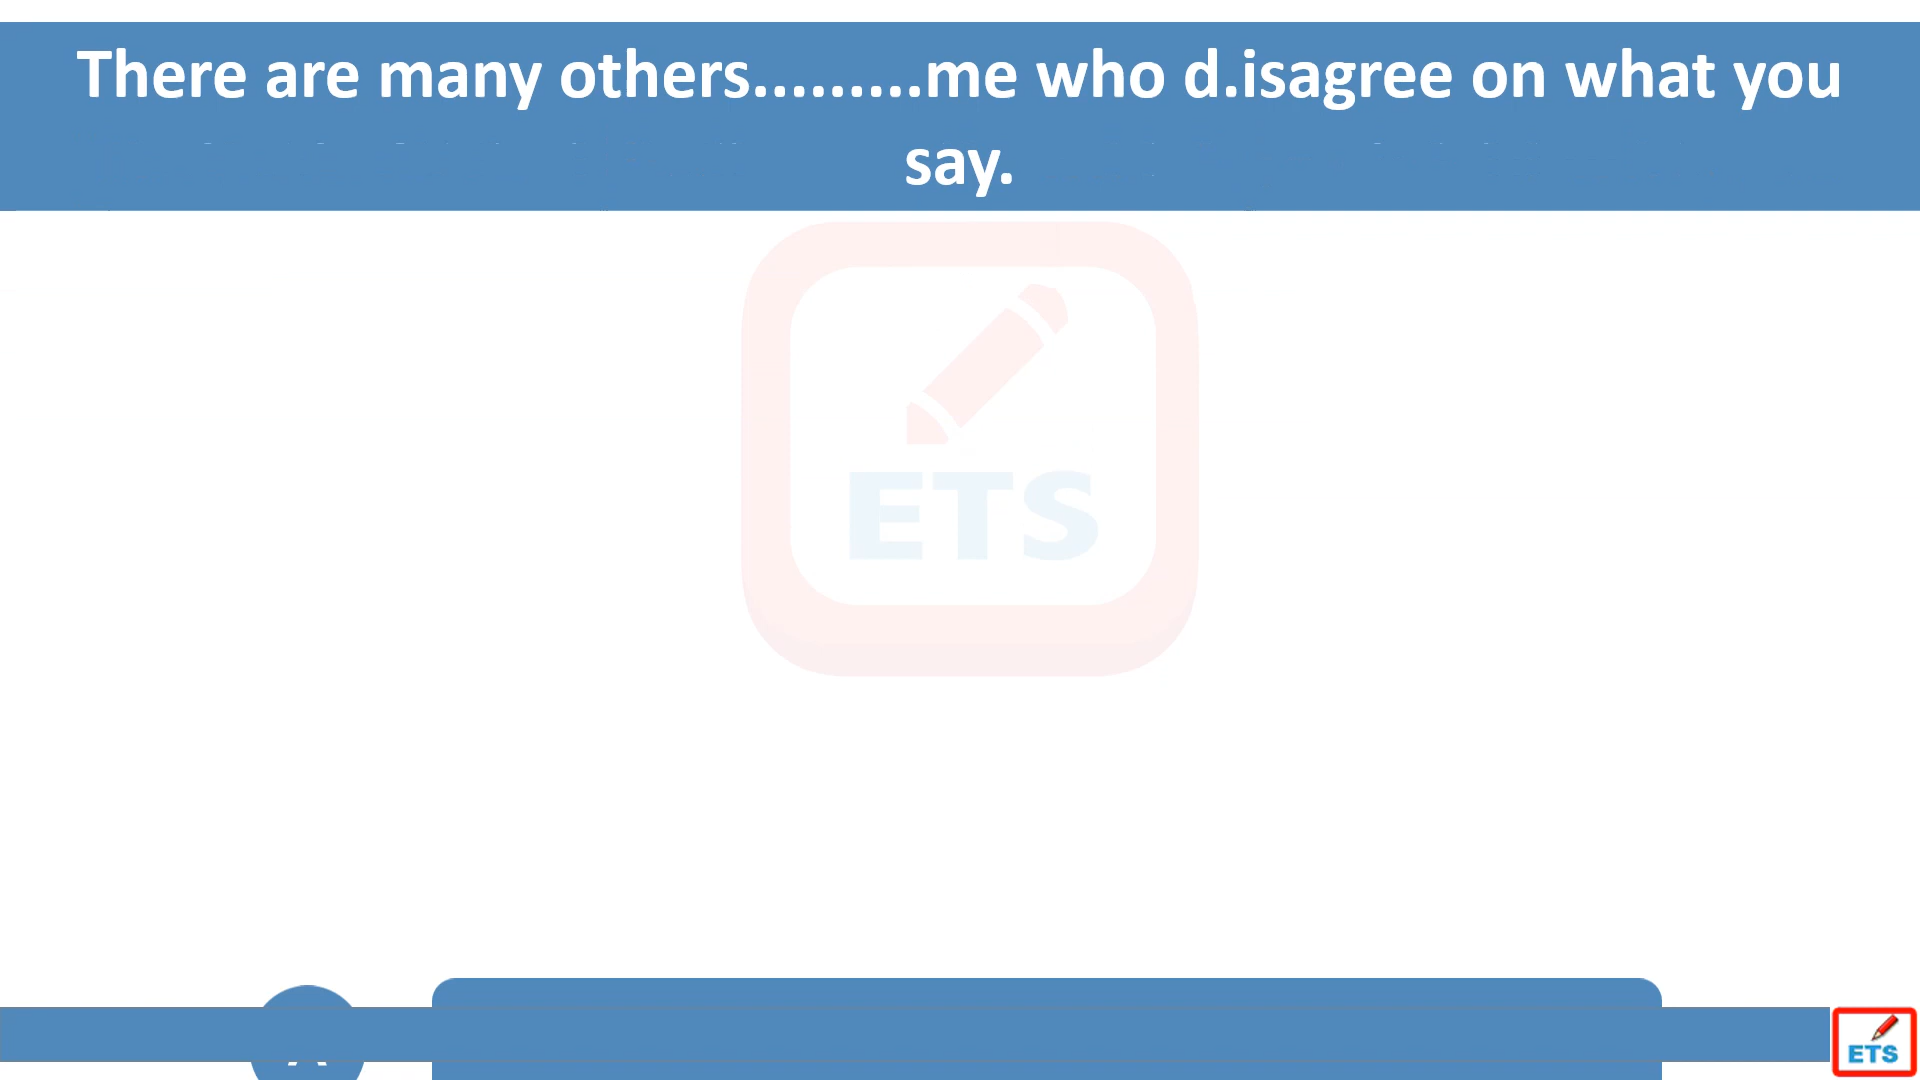 There are many others.........me who d.isagree on what you
say.
ETS
ETS